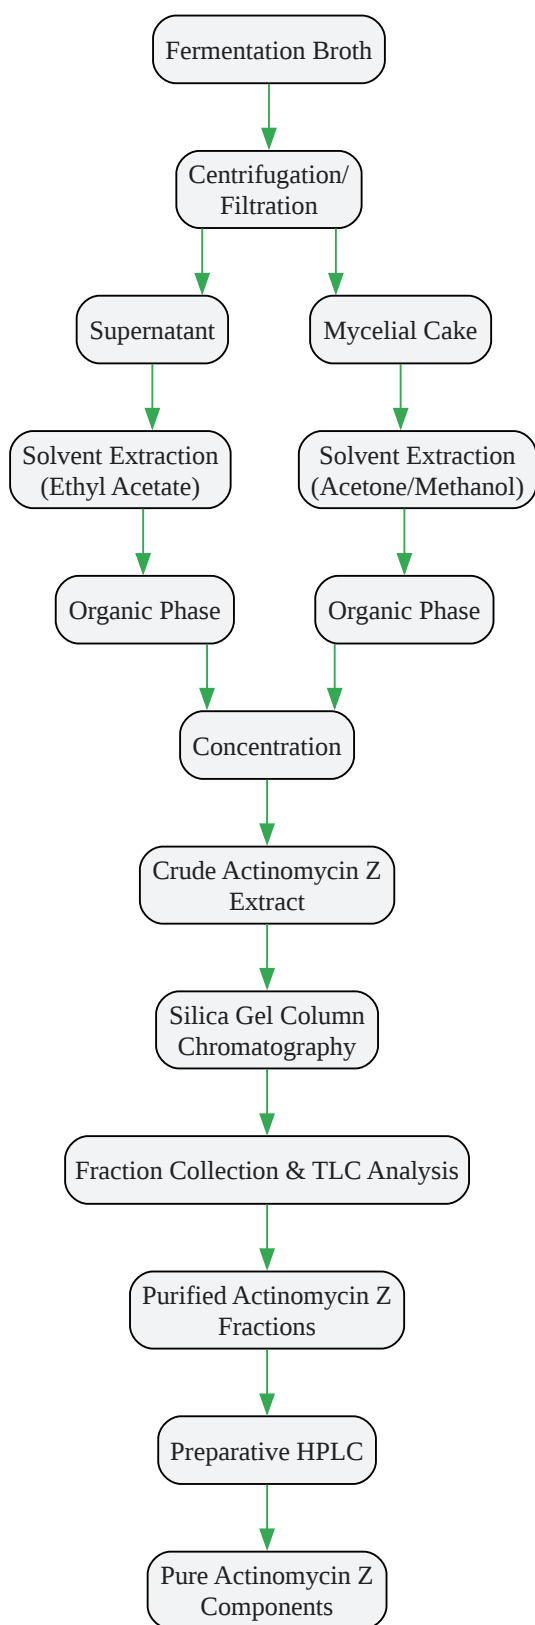 Fermentation Broth
Centrifugation/
Filtration
Supernatant
Mycelial Cake
Solvent Extraction
(Ethyl Acetate)
Solvent Extraction
(Acetone/Methanol)
Organic Phase
Organic Phase
Concentration
Crude Actinomycin Z
Extract
Silica Gel Column
Chromatography
Fraction Collection & TLC Analysis
Purified Actinomycin Z
Fractions
Preparative HPLC
Pure Actinomycin Z
Components